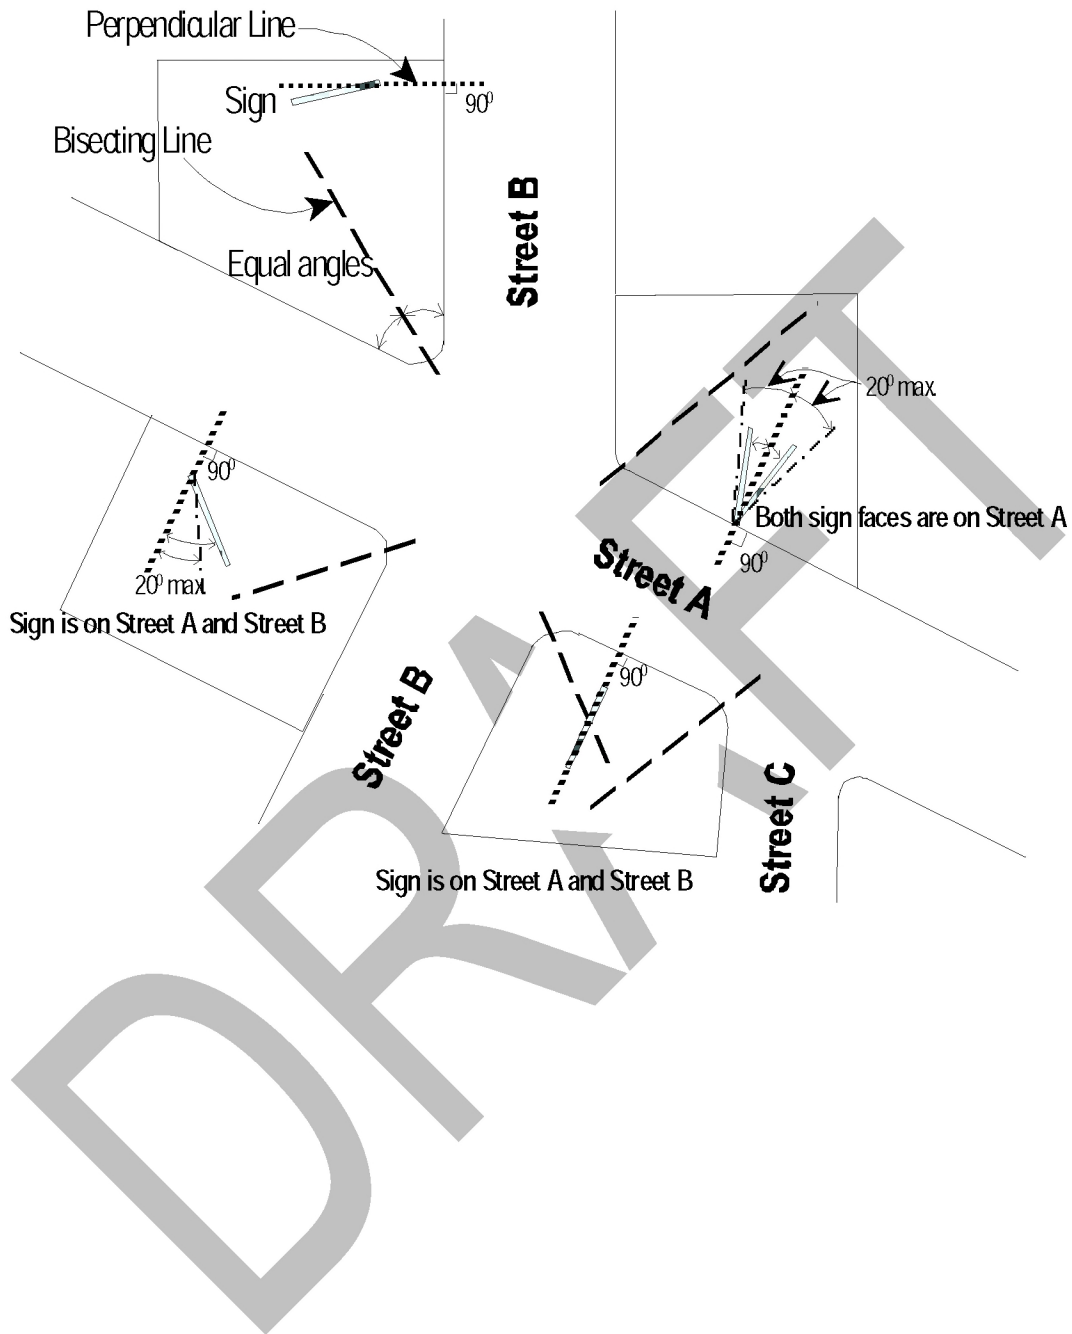 Perpendicular Line
Sign
90⁰
Bisecting Line
Street B
Equal angles
20⁰ max.
90⁰
Both sign faces are on Street A
90⁰
20⁰ max.
Street A
Sign is on Street A and Street B
90⁰
Street B
Street C
Sign is on Street A and Street B
DRAFT